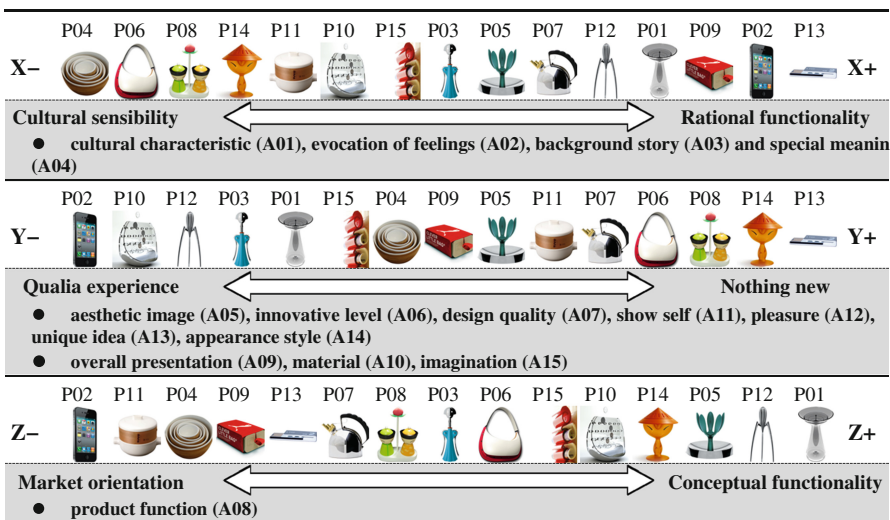 P04 P06 P08 P14 P11 P10 P15 P03 P05 P07 P12 P01 P09 P02 P13
X− X+
Cultural sensibility Rational functionality
● cultural characteristic (A01), evocation of feelings (A02), background story (A03) and special meanin
(A04)
P02 P10 P12 P03 P01 P15 P04 P09 P05 P11 P07 P06 P08 P14 P13
Y− Y+
Qualia experience Nothing new
● aesthetic image (A05), innovative level (A06), design quality (A07), show self (A11), pleasure (A12),
unique idea (A13), appearance style (A14)
● overall presentation (A09), material (A10), imagination (A15)
P02 P11 P04 P09 P13 P07 P08 P03 P06 P15 P10 P14 P05 P12 P01
Z− Z+
Market orientation Conceptual functionality
● product function (A08)